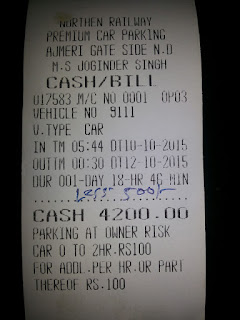 NORTHEN RAILWAY
PREMIUM CAR PARKING
AJMERI GATE SIDE N.D
M.S JOGINDER SINGH
CASH/BILL
017583 M/C NO 0001 OP03
VEHICLE NO 9111
V.TYPE CAR
IN TM 05:44 DT10-10-2015
OUTTM 00:30 DT12-10-2015
DUR 001-DAY 18-HR 46 MIN
Less 500/-
CASH 4200.00
PARKING AT OWNER RISK
CAR 0 TO 2HR.RS100
FOR ADDL.PER HR.OR PART
THEREOF RS.100